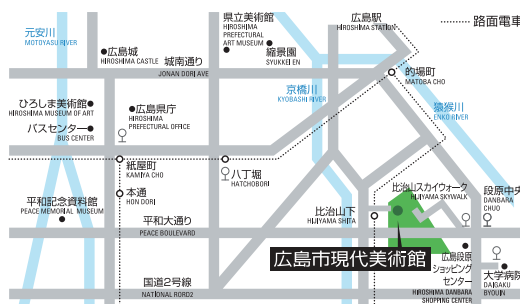 元安川
MOTOYASU RIVER
広島城
HIROSHIMA CASTLE
城南通り
JONAN DORI AVE
県立美術館
HIROSHIMA
PREFECTURAL
ART MUSEUM
縮景園
SYUKKEI EN
広島駅
HIROSHIMA STATION
路面電車
的場町
MATOBA CHO
ひろしま美術館
HIROSHIMA MUSEUM OF ART
バスセンター
BUS CENTER
広島県庁
HIROSHIMA
PREFECTURAL OFFICE
京橋川
KYOBASHI RIVER
猿猴川
ENKO RIVER
紙屋町
KAMIYA CHO
八丁堀
HATCHOBORI
本通
HON DORI
平和記念資料館
PEACE MEMORIAL MUSEUM
平和大通り
PEACE BOULEVARD
比治山下
HIJIYAMA SHITA
比治山スカイウォーク
HIJIYAMA SKYWALK
段原中央
DANBARA
CHUO
広島市現代美術館
広島段原
ショッピング
センター
HIROSHIMA DANBARA
SHOPPING CENTER
大学病院
DAIGAKU
BYOUIN
国道2号線
NATIONAL RORD2